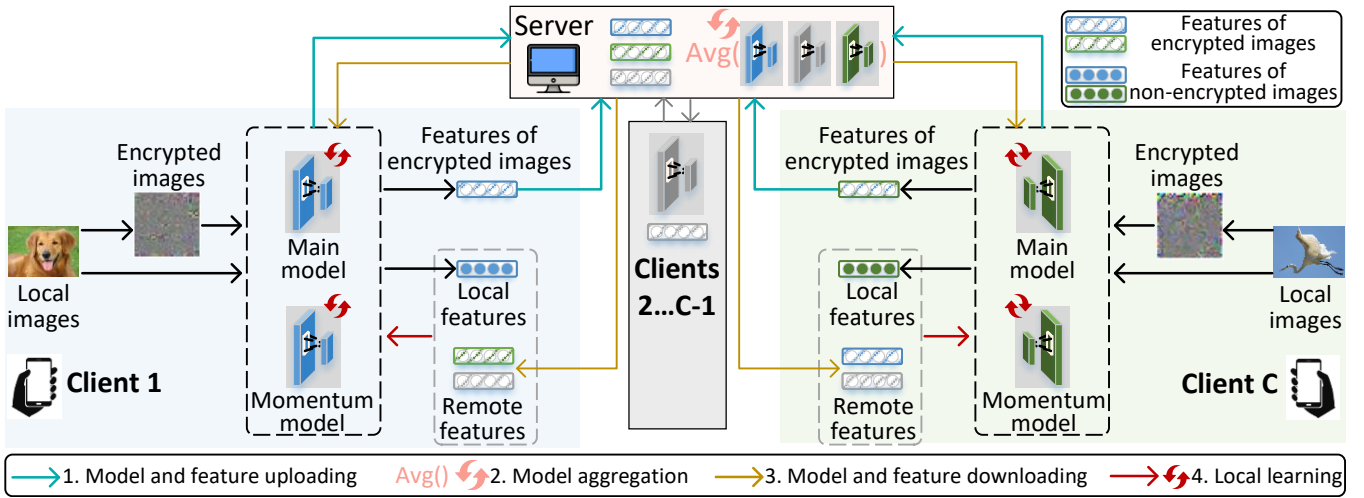 Server
Avg( )
Features of
encrypted images
Features of
non-encrypted images
Encrypted
images
Main
model
Momentum
model
Local
images
Client 1
Features of
encrypted images
Local
features
Remote
features
Clients
2...C-1
Features of
encrypted images
Local
features
Remote
features
Main
model
Momentum
model
Encrypted
images
Local
images
Client C
1. Model and feature uploading
Avg() 2. Model aggregation
3. Model and feature downloading
4. Local learning